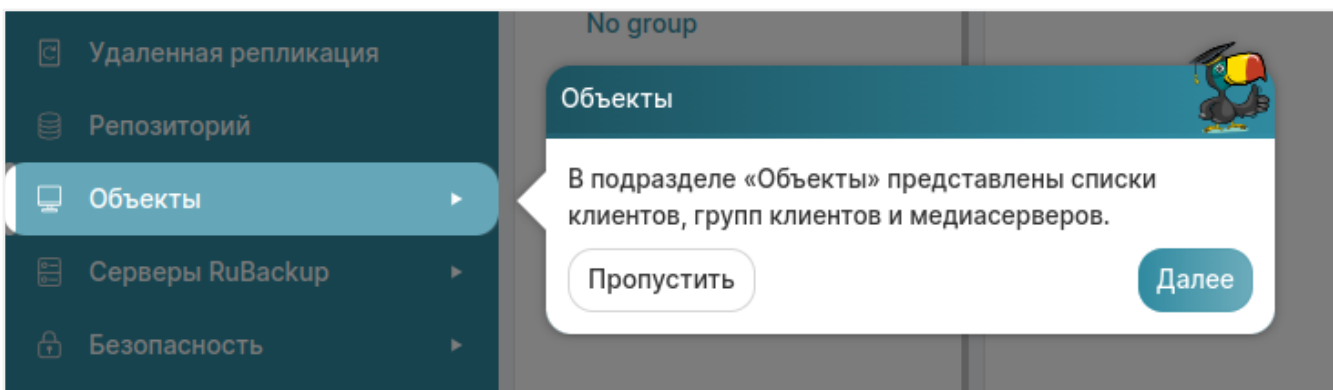 Удаленная репликация
Репозиторий
Объекты
Серверы RuBackup
Безопасность
No group
Объекты
В подразделе «Объекты» представлены списки
клиентов, групп клиентов и медиасерверов.
Пропустить
Далее